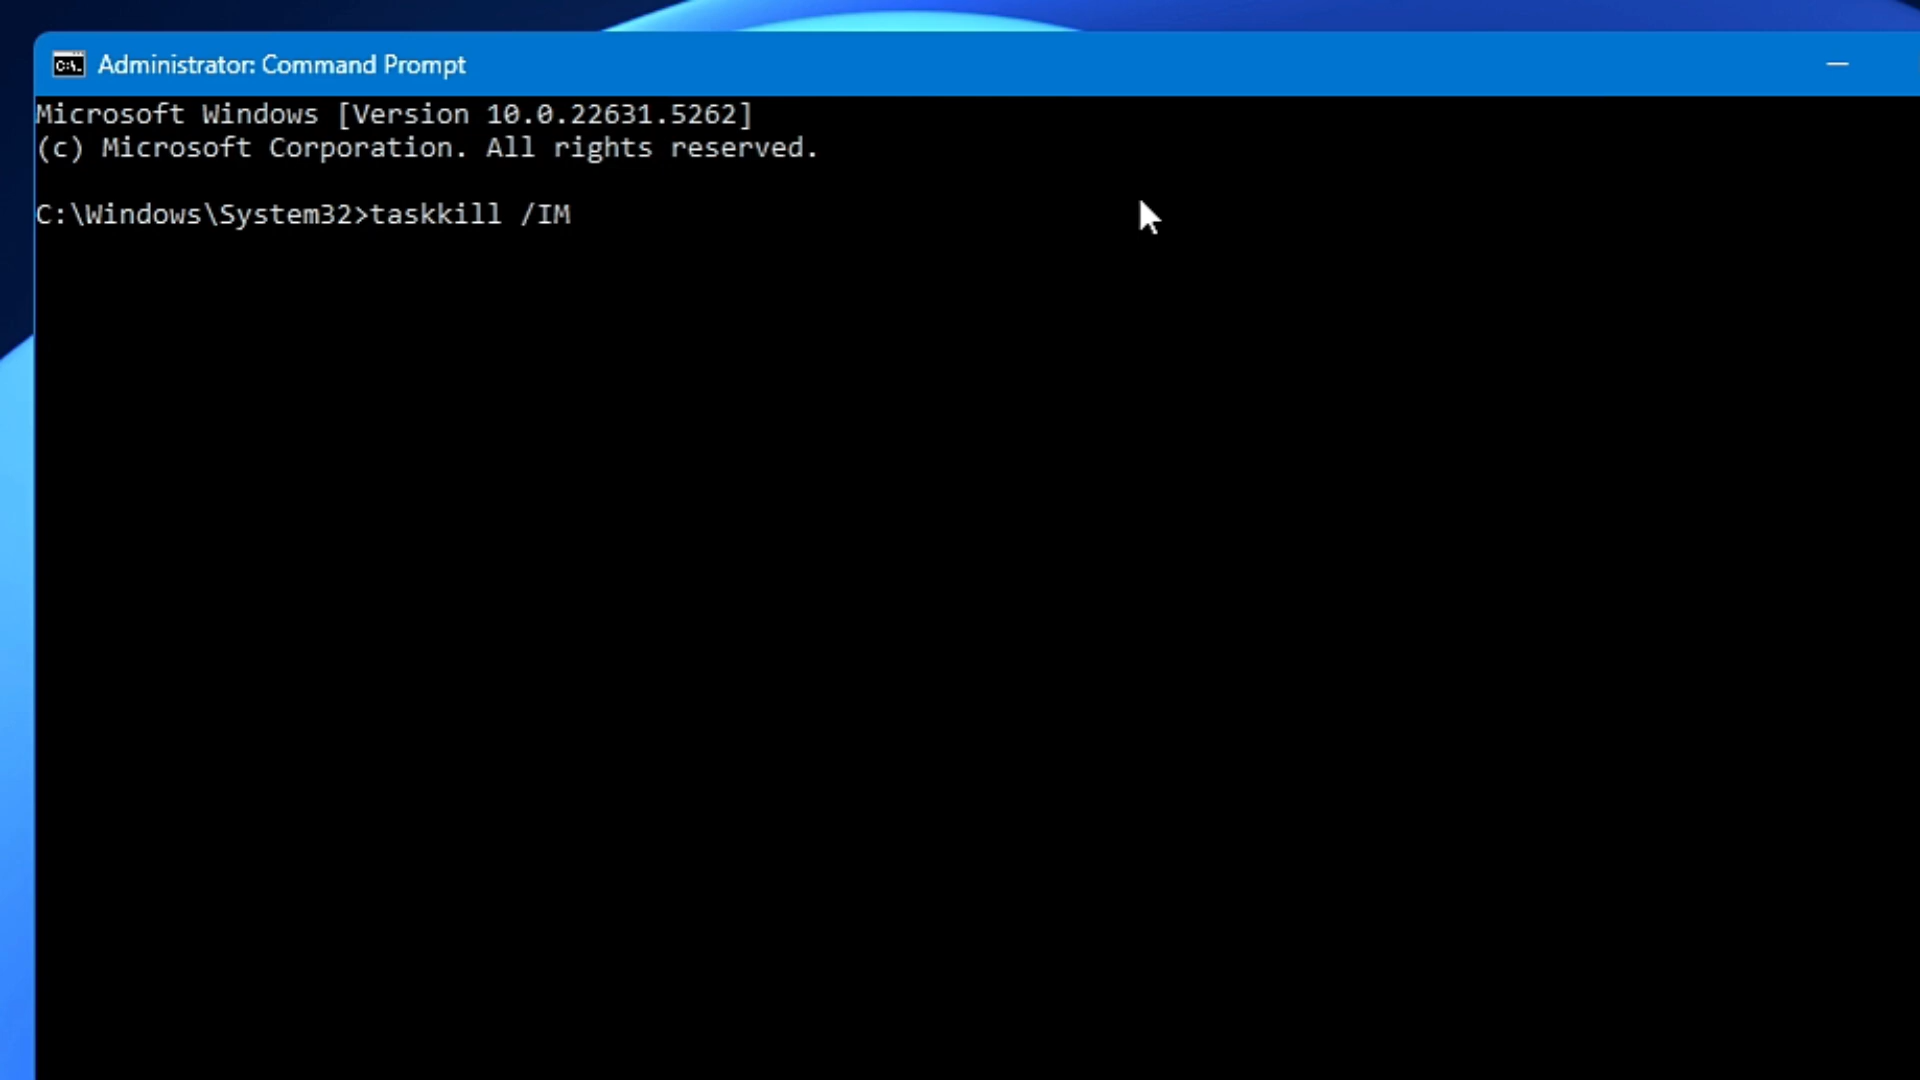 C:\.
Administrator: Command Prompt
Microsoft Windows [Version 10.0.22631.5262]
(c) Microsoft Corporation. All rights reserved.
C:\Windows\System32>taskkill /IM